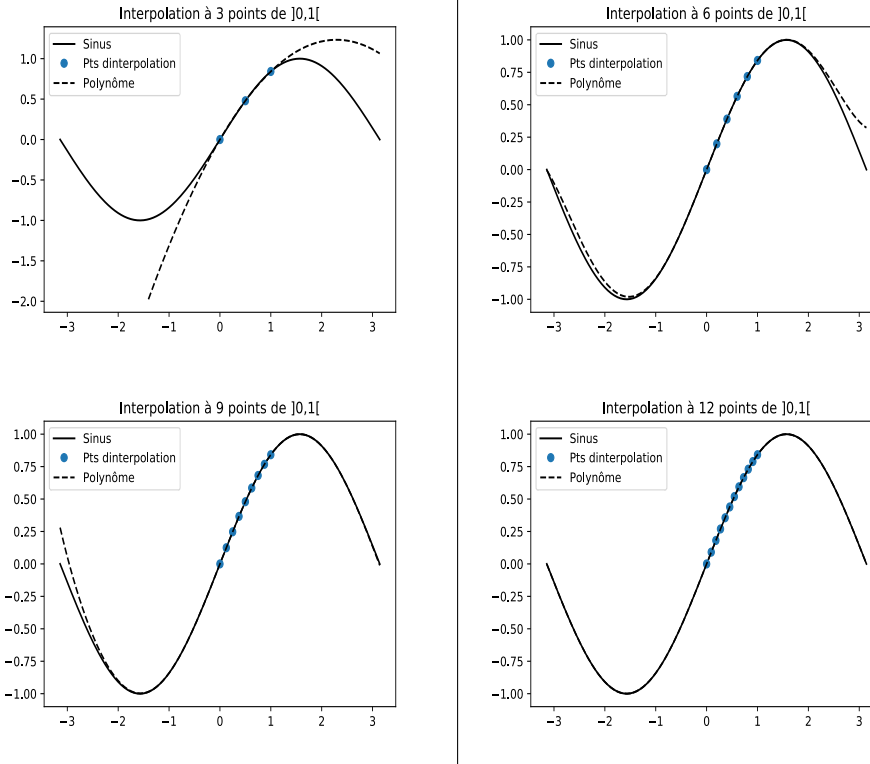 Interpolation à 3 points de ]0,1[
Sinus
Pts dinterpolation
Polynôme
1.0
0.5
0.0
−0.5
−1.0
−1.5
−2.0
−3 −2 −1 0 1 2 3
Interpolation à 6 points de ]0,1[
Sinus
Pts dinterpolation
Polynôme
1.00
0.75
0.50
0.25
0.00
−0.25
−0.50
−0.75
−1.00
−3 −2 −1 0 1 2 3
Interpolation à 9 points de ]0,1[
Sinus
Pts dinterpolation
Polynôme
1.00
0.75
0.50
0.25
0.00
−0.25
−0.50
−0.75
−1.00
−3 −2 −1 0 1 2 3
Interpolation à 12 points de ]0,1[
Sinus
Pts dinterpolation
Polynôme
1.00
0.75
0.50
0.25
0.00
−0.25
−0.50
−0.75
−1.00
−3 −2 −1 0 1 2 3